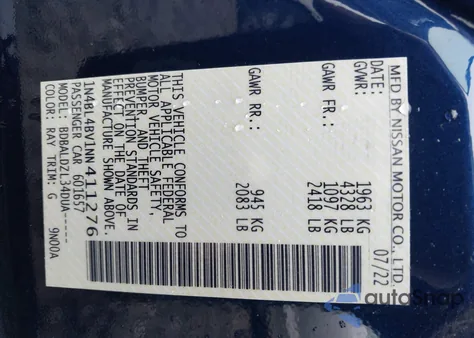 MFD BY NISSAN MOTOR CO., LTD.
07/22
GVWR: 1963 KG
4328 LB
GAWR FR.: 1097 KG
2418 LB
GAWR RR.: 945 KG
2083 LB
THIS VEHICLE CONFORMS TO
ALL APPLICABLE FEDERAL
MOTOR VEHICLE SAFETY,
BUMPER, AND THEFT
PREVENTION STANDARDS IN
EFFECT ON THE DATE OF
MANUFACTURE SHOWN ABOVE.
1N4BL4BV1NN411276
PASSENGER CAR 601657
MODEL: BDBALDZL34DUA
COLOR: RAY TRIM: G 9N00A
autoSnap